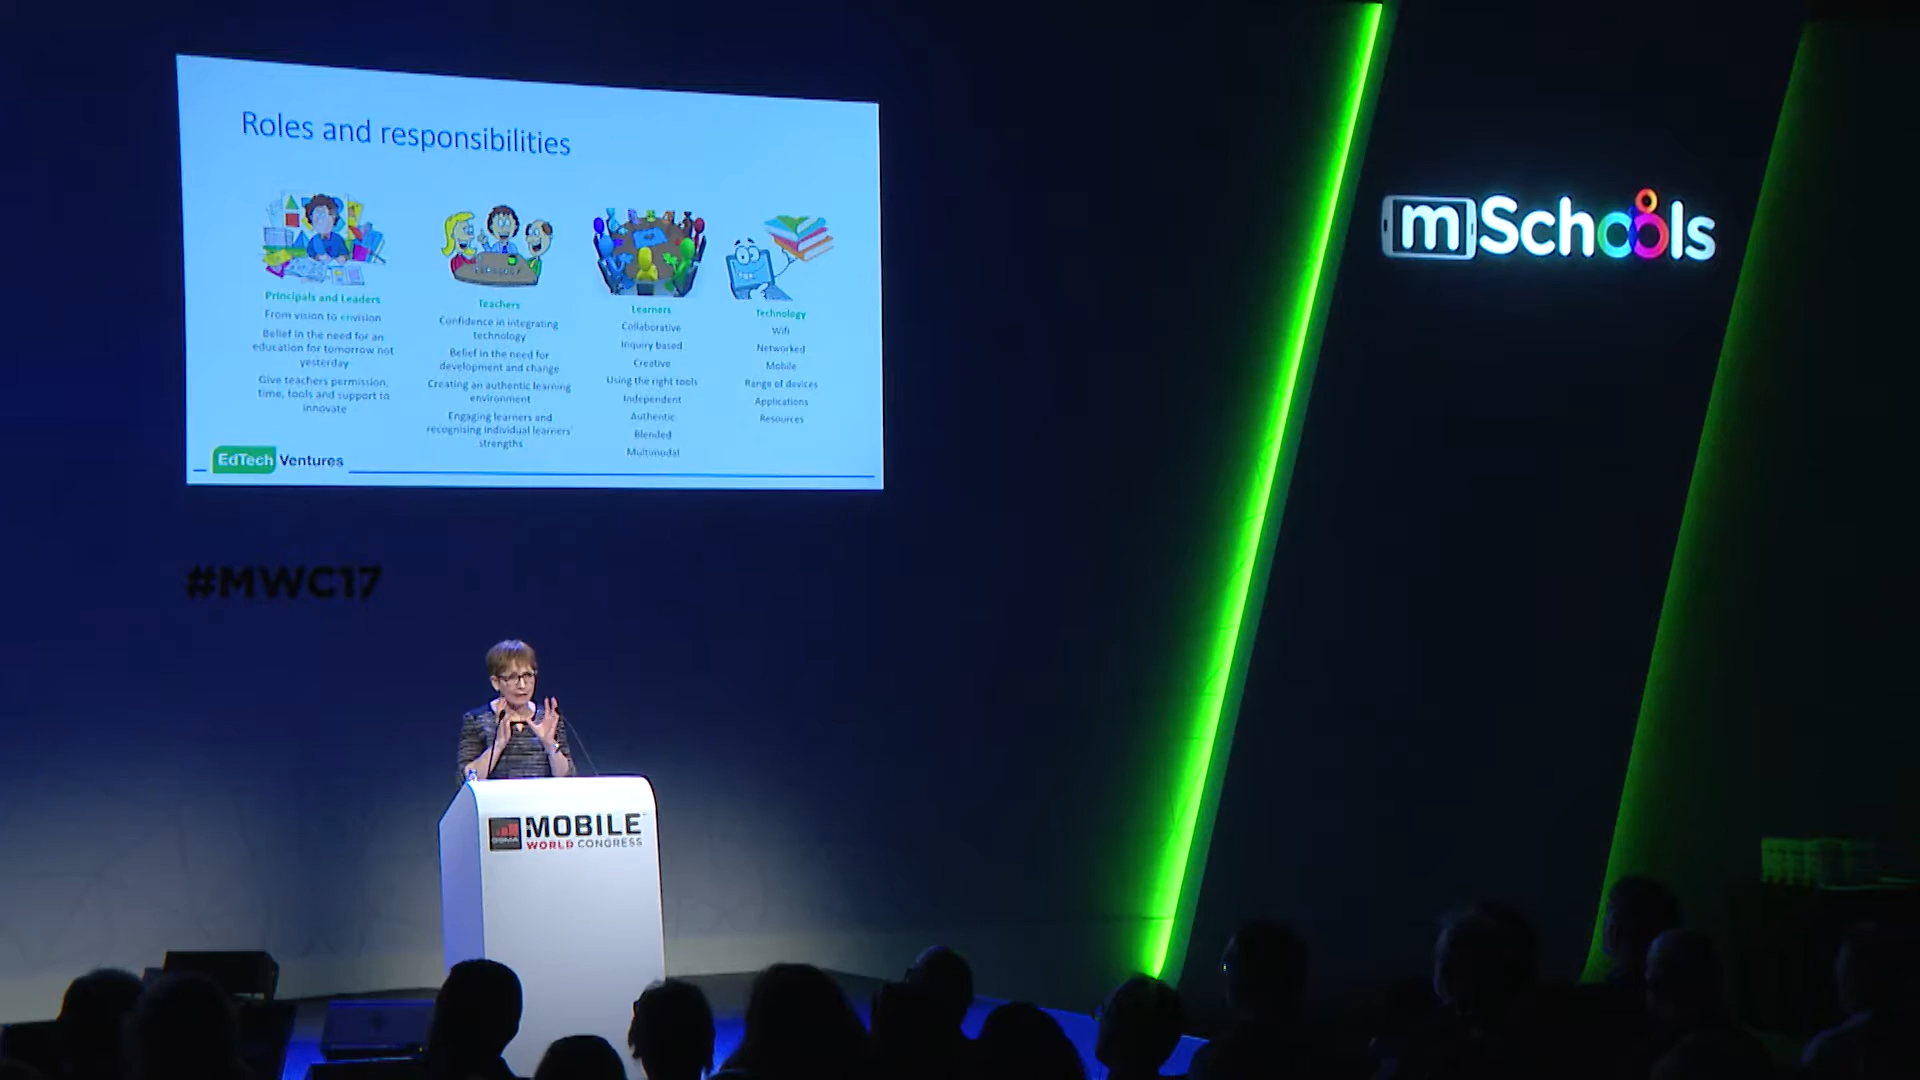 Roles and responsibilities
Principals and Leaders
From vision to envision
Belief in the need for an
education for tomorrow not
yesterday
Give teachers permission,
time, tools and support to
innovate
Teachers
Confidence in integrating
technology
Belief in the need for
development and change
Creating an authentic learning
environment
Engaging learners and
recognising individual learners'
strengths
Learners
Collaborative
Inquiry based
Creative
Using the right tools
Independent
Authentic
Blended
Multimodal
Technology
Wifi
Networked
Mobile
Range of devices
Applications
Resources
EdTech Ventures
mSchools
#MWC17
GSMA
MOBILE
WORLD CONGRESS